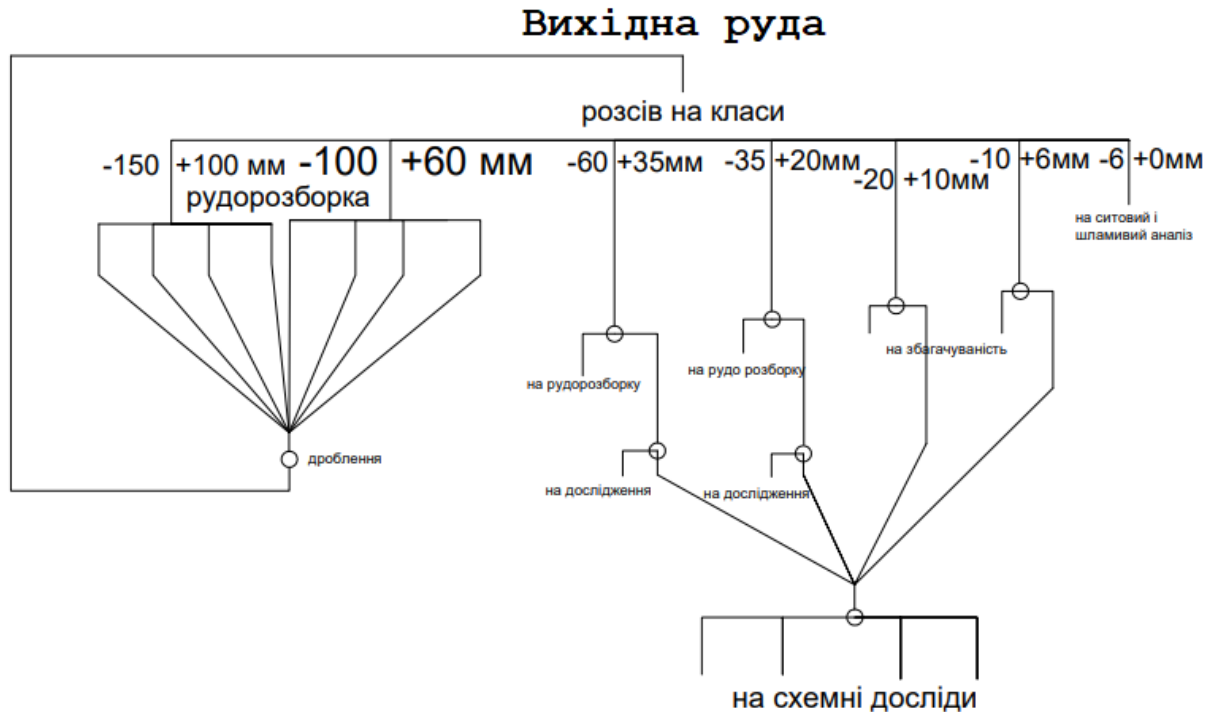 Вихідна руда
розсів на класи
-150 +100 мм -100 +60 мм -60 +35мм -35 +20мм -20 +10мм -10 +6мм -6 +0мм
рудорозборка
на ситовий і
шламивий аналіз
на збагачуваність
на рудо розборку
на рудорозборку
дроблення
на дослідження
на дослідження
на схемні досліди